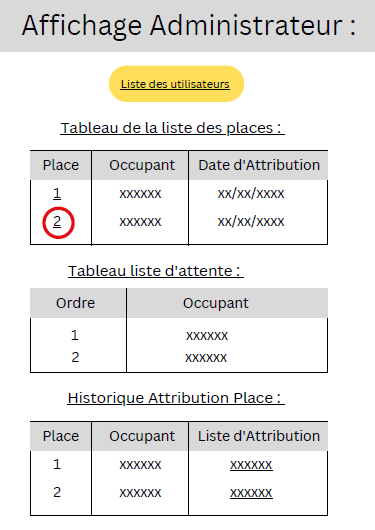 Affichage Administrateur :
Liste des utilisateurs
Tableau de la liste des places :
Place Occupant Date d'Attribution
1 xxxxxx xx/xx/xxxx
2 xxxxxx xx/xx/xxxx
Tableau liste d'attente :
Ordre Occupant
1 xxxxxx
2 xxxxxx
Historique Attribution Place :
Place Occupant Liste d'Attribution
1 xxxxxx xxxxxx
2 xxxxxx xxxxxx